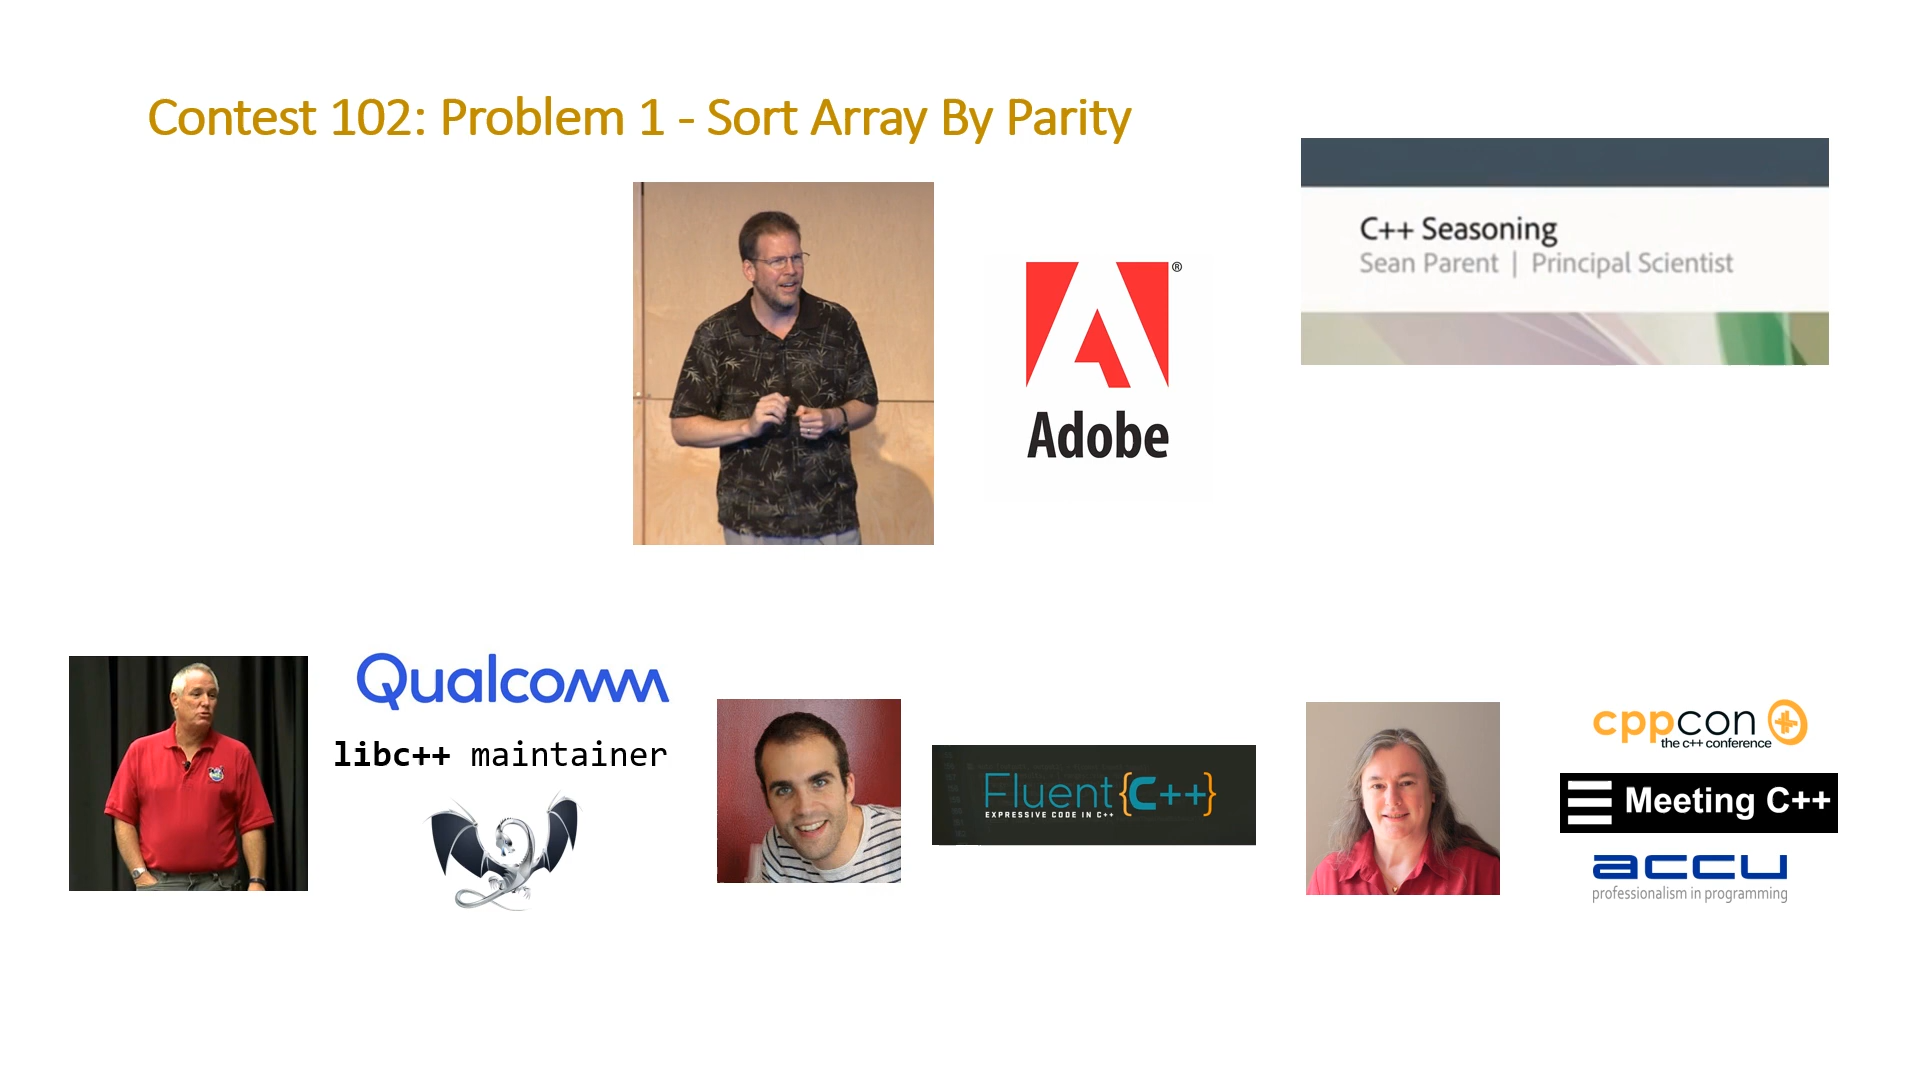 Contest 102: Problem 1 - Sort Array By Parity
C++ Seasoning
Sean Parent | Principal Scientist
®
Adobe
Qualcomm
libc++ maintainer
Fluent{C++}
EXPRESSIVE CODE IN C++
cppcon
the c++ conference
Meeting C++
accu
professionalism in programming